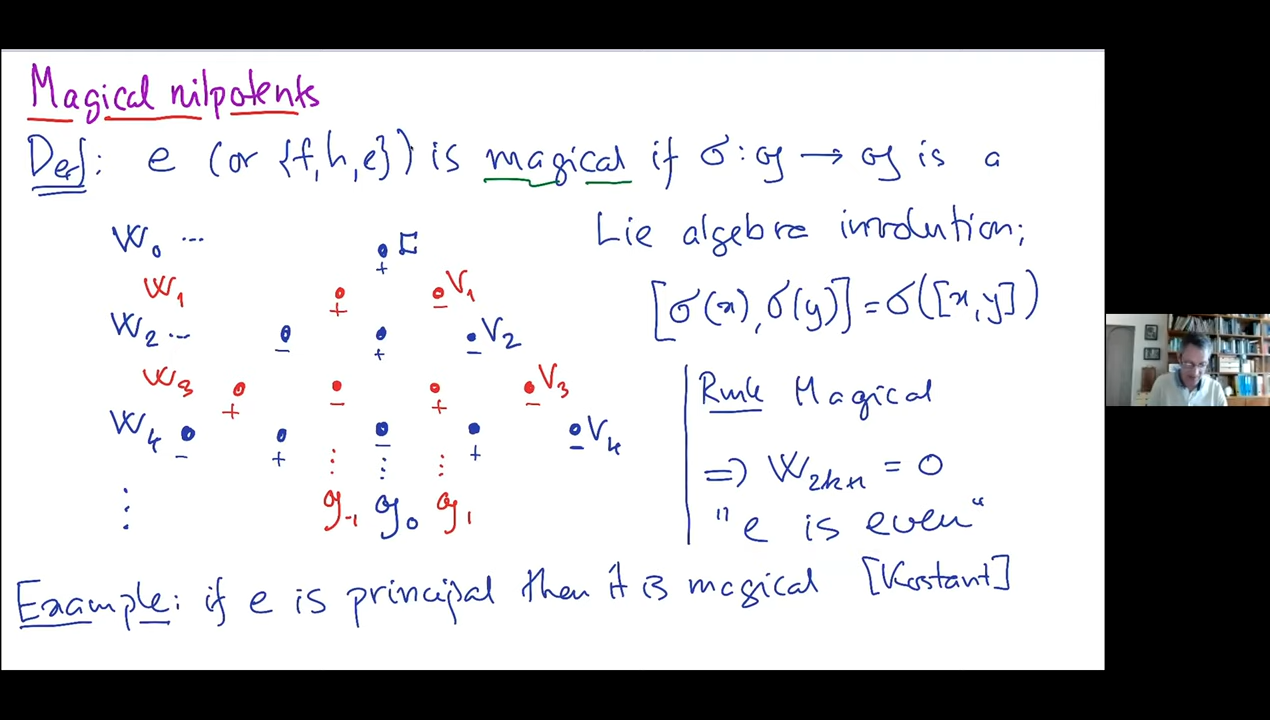 Magical nilpotents
Def: e (or {f, h, e}) is magical if σ: 𝔤 → 𝔤 is a
Lie algebra involution;
[σ(x), σ(y)] = σ([x, y])
W₀ ... ℂ
+
W₁ V₁
+ −
W₂ ... V₂
− + −
W₃ V₃
+ − + −
W₄ V₄
− + − + −
⋮ ⋮ ⋮ ⋮
𝔤₋₁ 𝔤₀ 𝔤₁
Rmk Magical
⇒ W₂ₖ₊₁ = 0
"e is even"
Example: if e is principal then it is magical [Kostant]